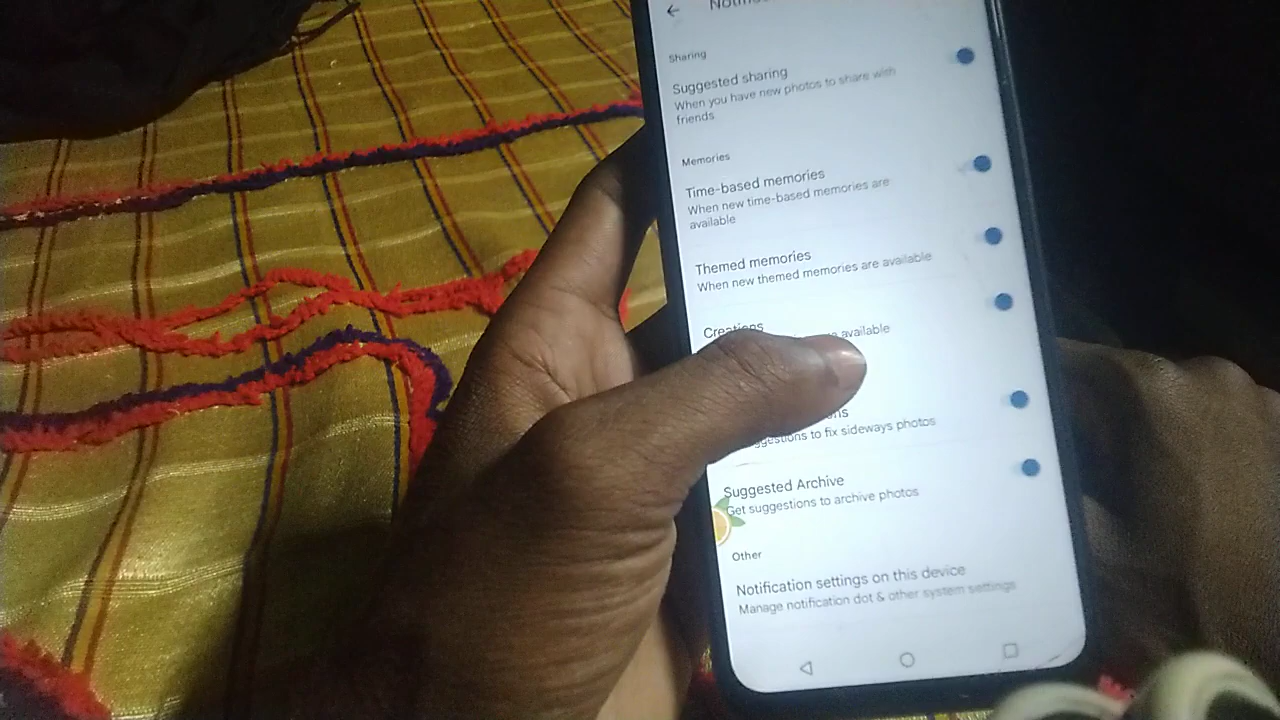 Sharing
Suggested sharing
When you have new photos to share with
friends
Memories
Time-based memories
When new time-based memories are
available
Themed memories
When new themed memories are available
Creations
available
to fix sideways photos
Suggested Archive
Get suggestions to archive photos
Other
Notification settings on this device
Manage notification dot & other system settings